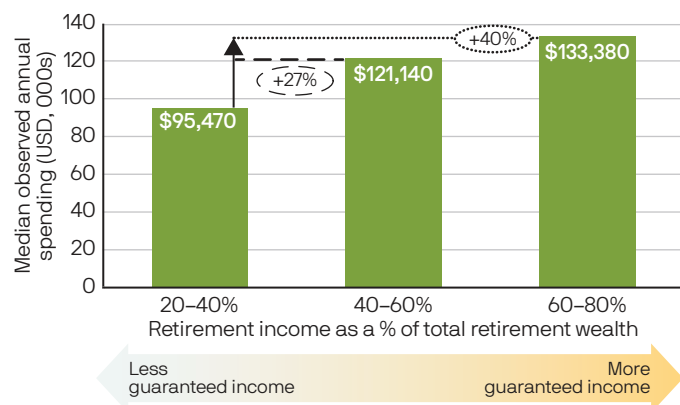 Median observed annual
spending (USD, 000s)
140
120
100
80
60
40
20
0
+40%
+27%
$95,470
$121,140
$133,380
20–40%
40–60%
60–80%
Retirement income as a % of total retirement wealth
Less
guaranteed income
More
guaranteed income